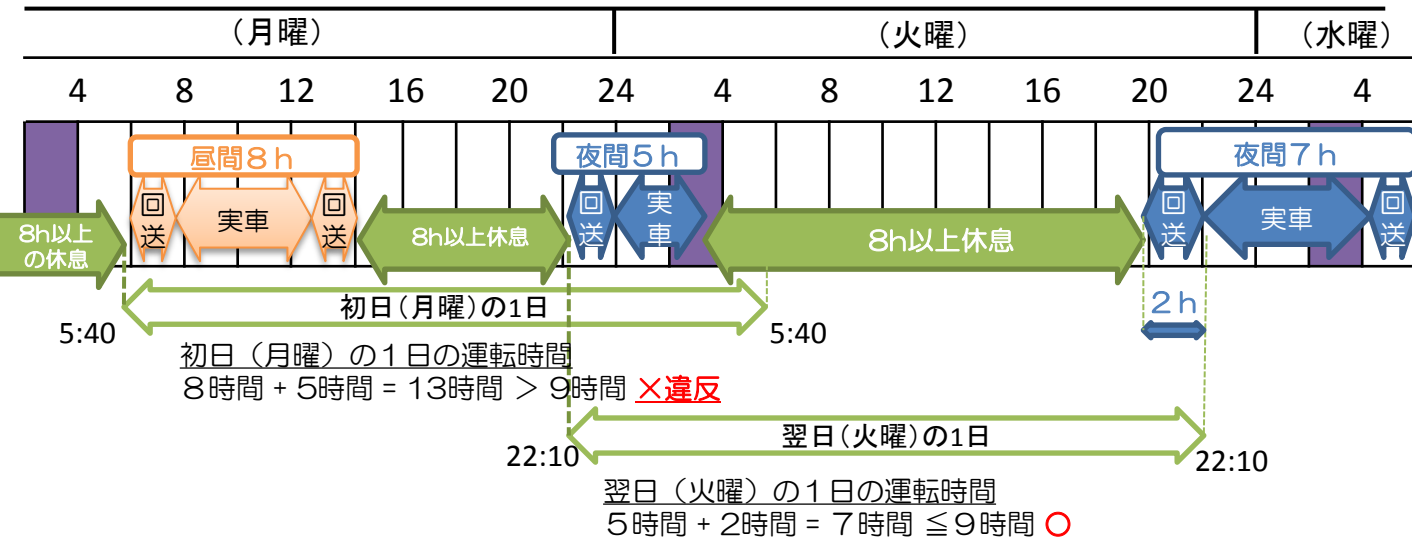 （月曜）
（火曜）
（水曜）
4 8 12 16 20 24 4 8 12 16 20 24 4
昼間８ｈ
夜間５ｈ
夜間７ｈ
回送
実車
回送
回送
実車
回送
実車
回送
8h以上
の休息
8h以上休息
8h以上休息
初日（月曜）の1日
２ｈ
5:40
5:40
初日（月曜）の１日の運転時間
８時間 + ５時間 = 13時間 ＞ ９時間 ×違反
翌日（火曜）の1日
22:10
22:10
翌日（火曜）の１日の運転時間
５時間 + ２時間 = ７時間 ≦９時間 〇